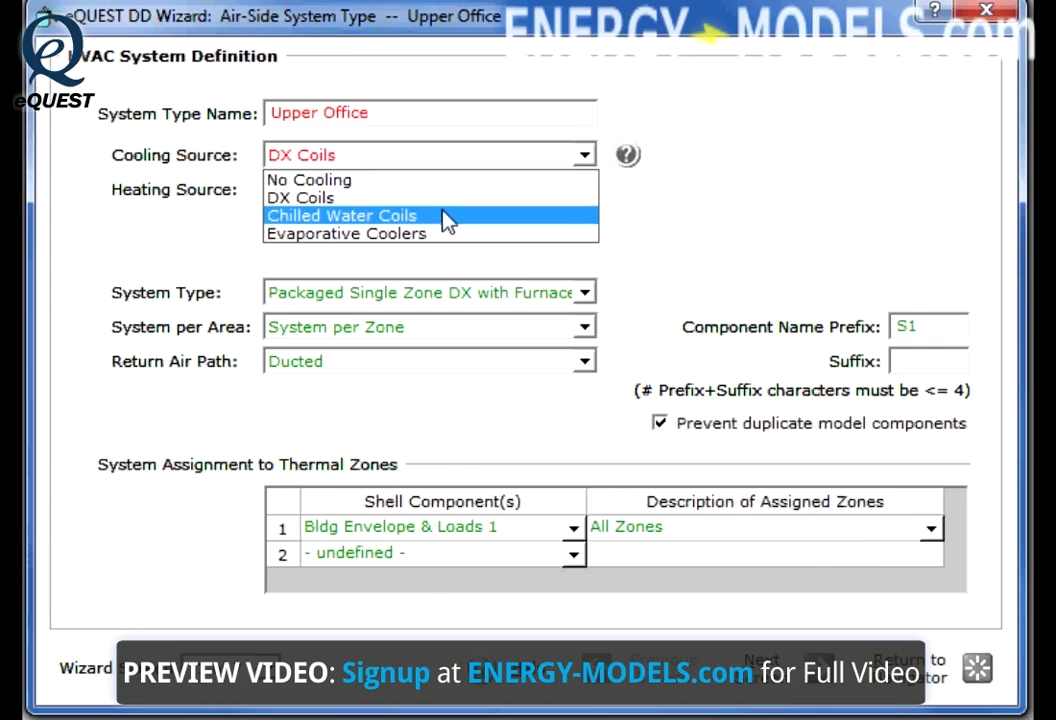 eQUEST DD Wizard: Air-Side System Type -- Upper Office
ENERGY-MODELS.com
e
eQUEST
VAC System Definition
System Type Name: Upper Office
Cooling Source: DX Coils
Heating Source:
No Cooling
DX Coils
Chilled Water Coils
Evaporative Coolers
System Type: Packaged Single Zone DX with Furnace
System per Area: System per Zone
Component Name Prefix: S1
Return Air Path: Ducted
Suffix:
(# Prefix+Suffix characters must be <= 4)
Prevent duplicate model components
System Assignment to Thermal Zones
Shell Component(s) Description of Assigned Zones
1 Bldg Envelope & Loads 1 All Zones
2 - undefined -
Wizard
Return to
PREVIEW VIDEO: Signup at ENERGY-MODELS.com for Full Video